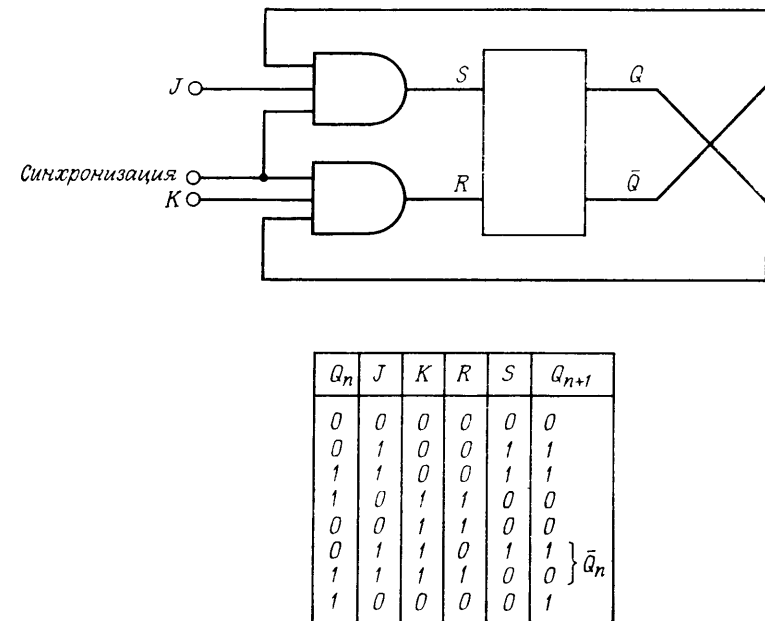 J
S
Q
Синхронизация
K
R
Q̄
Qn J K R S Qn+1
0 0 0 0 0 0
0 1 0 0 1 1
1 1 0 0 1 1
1 0 1 1 0 0
0 0 1 1 0 0
0 1 1 0 1 1
1 1 1 1 0 0
} Q̄n
1 0 0 0 0 1